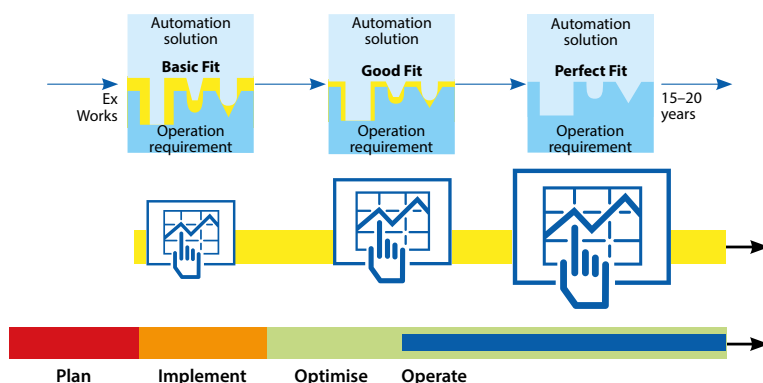 Automation
solution
Basic Fit
Operation
requirement
Automation
solution
Good Fit
Operation
requirement
Automation
solution
Perfect Fit
Operation
requirement
Ex
Works
15–20
years
Plan
Implement
Optimise
Operate